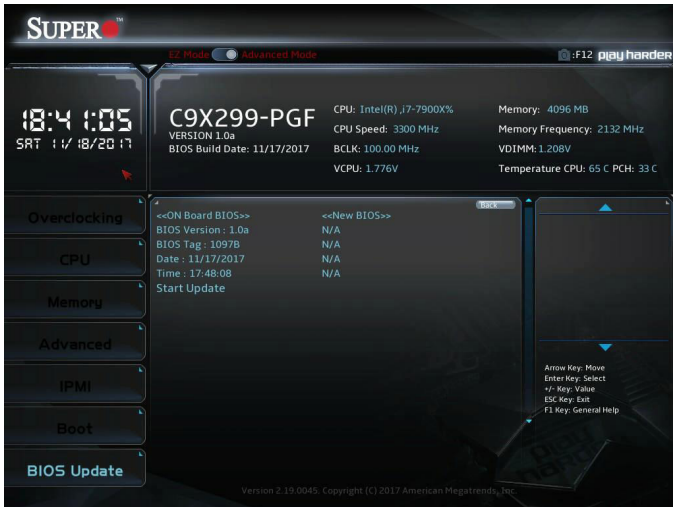 SUPER
TM
EZ Mode Advanced Mode
:F12 play harder
18:41:05
SAT 11/18/2017
C9X299-PGF
VERSION 1.0a
BIOS Build Date: 11/17/2017
CPU: Intel(R) ,i7-7900X%
CPU Speed: 3300 MHz
BCLK: 100.00 MHz
VCPU: 1.776V
Memory: 4096 MB
Memory Frequency: 2132 MHz
VDIMM: 1.208V
Temperature CPU: 65 C PCH: 33 C
Overclocking
CPU
Memory
Advanced
IPMI
Boot
BIOS Update
Back
<<ON Board BIOS>> <<New BIOS>>
BIOS Version : 1.0a N/A
BIOS Tag : 1097B N/A
Date : 11/17/2017 N/A
Time : 17:48:08 N/A
Start Update
Arrow Key: Move
Enter Key: Select
+/- Key: Value
ESC Key: Exit
F1 Key: General Help
play
harder
Version 2.19.0045. Copyright (C) 2017 American Megatrends, Inc.